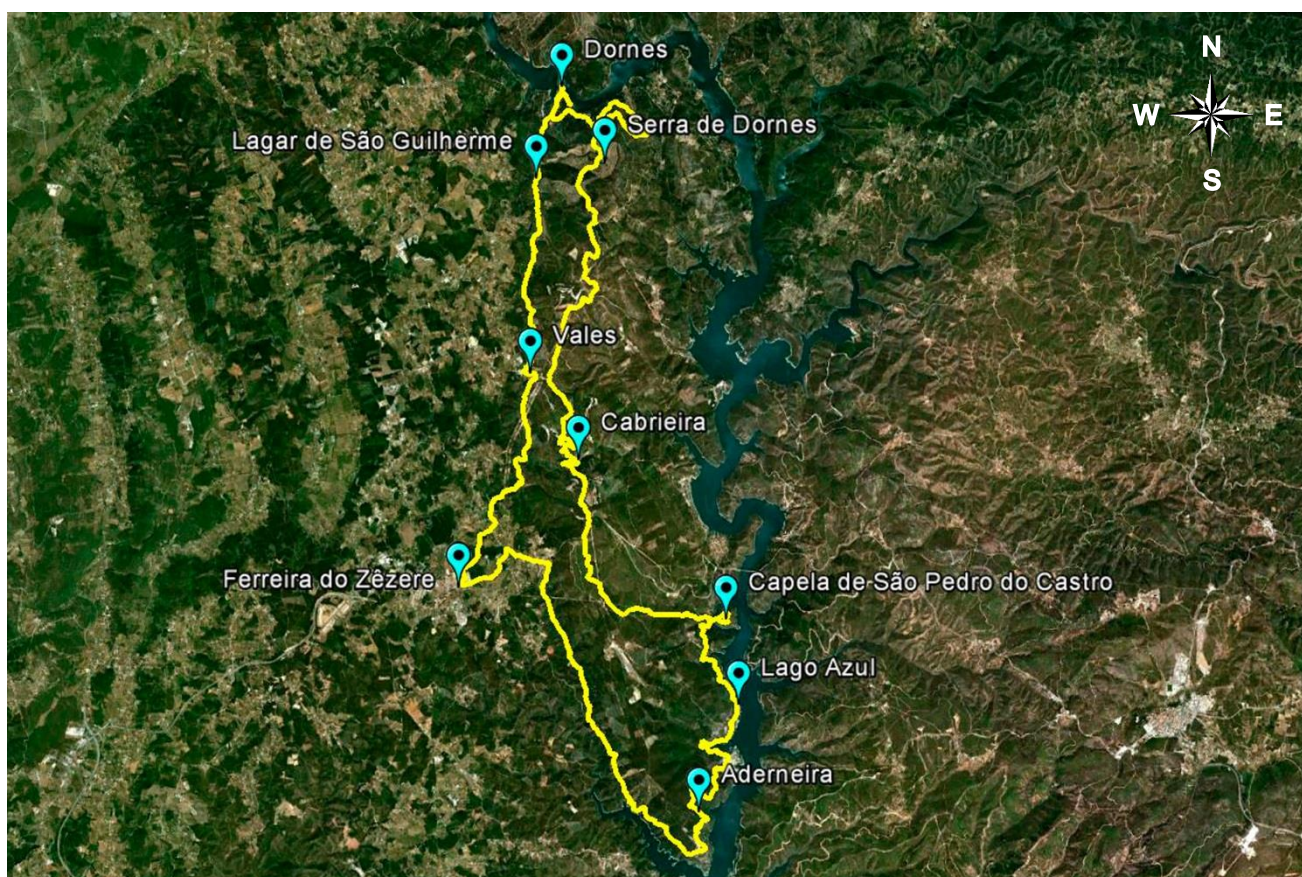 Dornes
N
W
E
S
Serra de Dornes
Lagar de São Guilherme
Vales
Cabrieira
Ferreira do Zêzere
Capela de São Pedro do Castro
Lago Azul
Aderneira